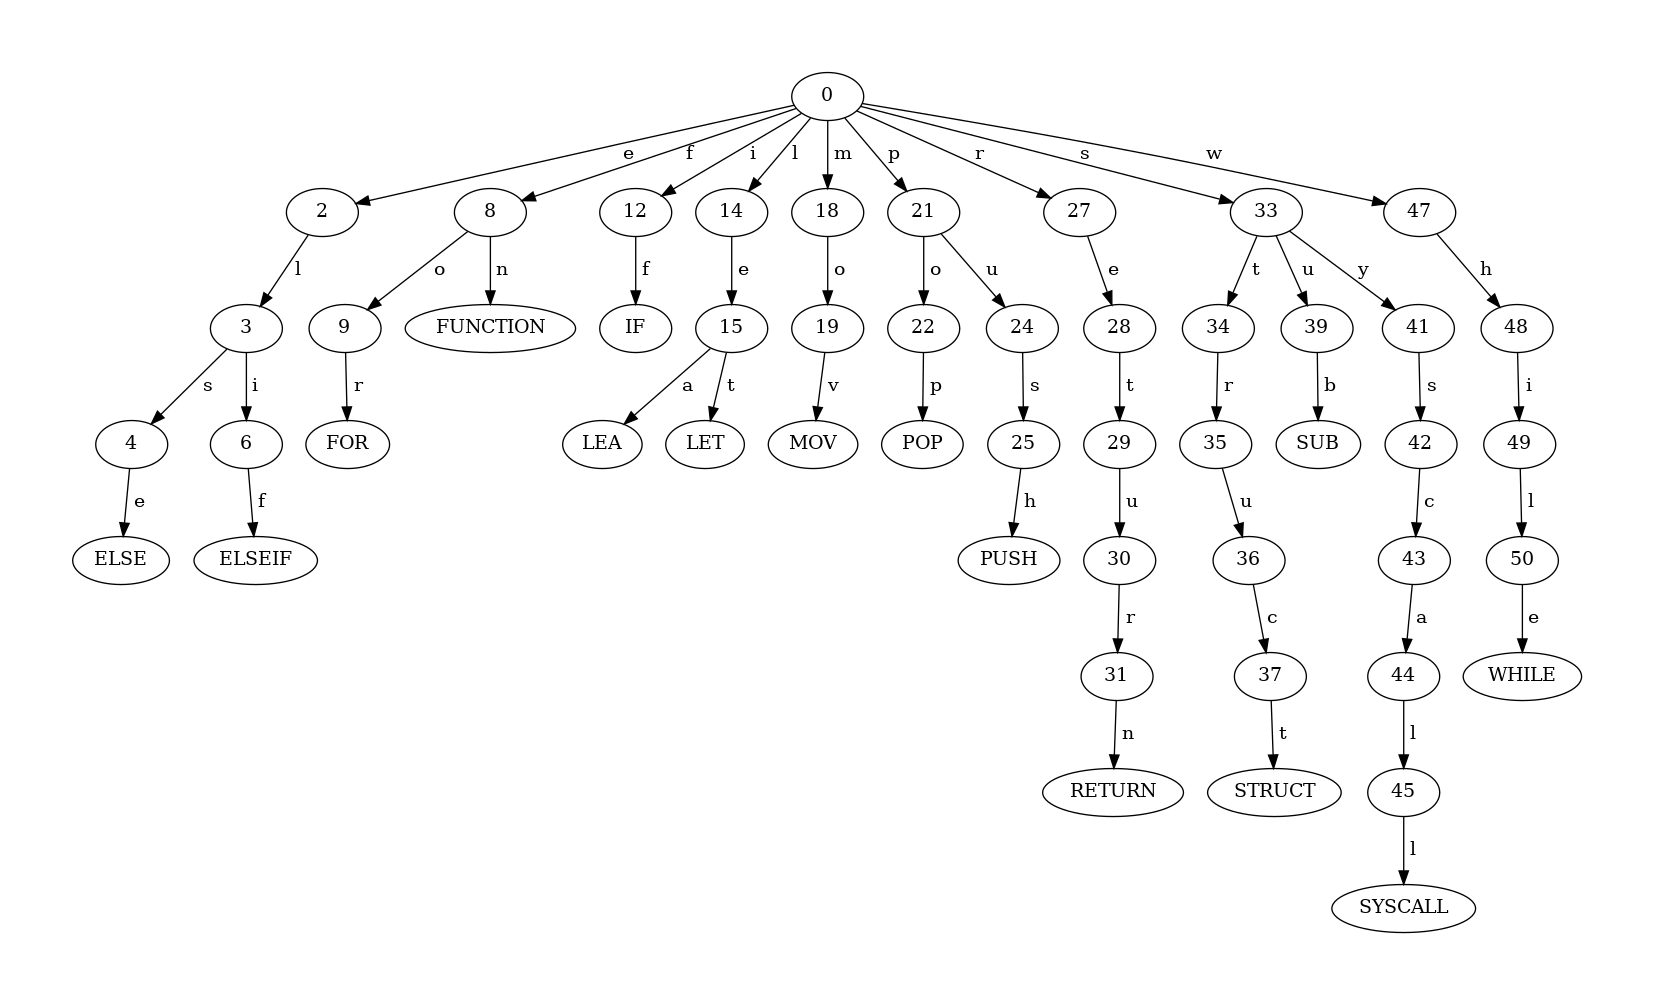 0
e f i l m p r s w
2 8 12 14 18 21 27 33 47
l o n f e o o u e t u y h
3 9 FUNCTION IF 15 19 22 24 28 34 39 41 48
s i r a t v p s t r b s i
4 6 FOR LEA LET MOV POP 25 29 35 SUB 42 49
e f h u u c l
ELSE ELSEIF PUSH 30 36 43 50
r c a e
31 37 44 WHILE
n t l
RETURN STRUCT 45
l
SYSCALL